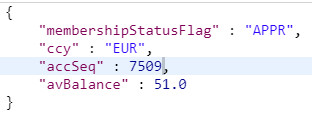 {
"membershipStatusFlag" : "APPR",
"ccy" : "EUR",
"accSeq" : 7509,
"avBalance" : 51.0
}